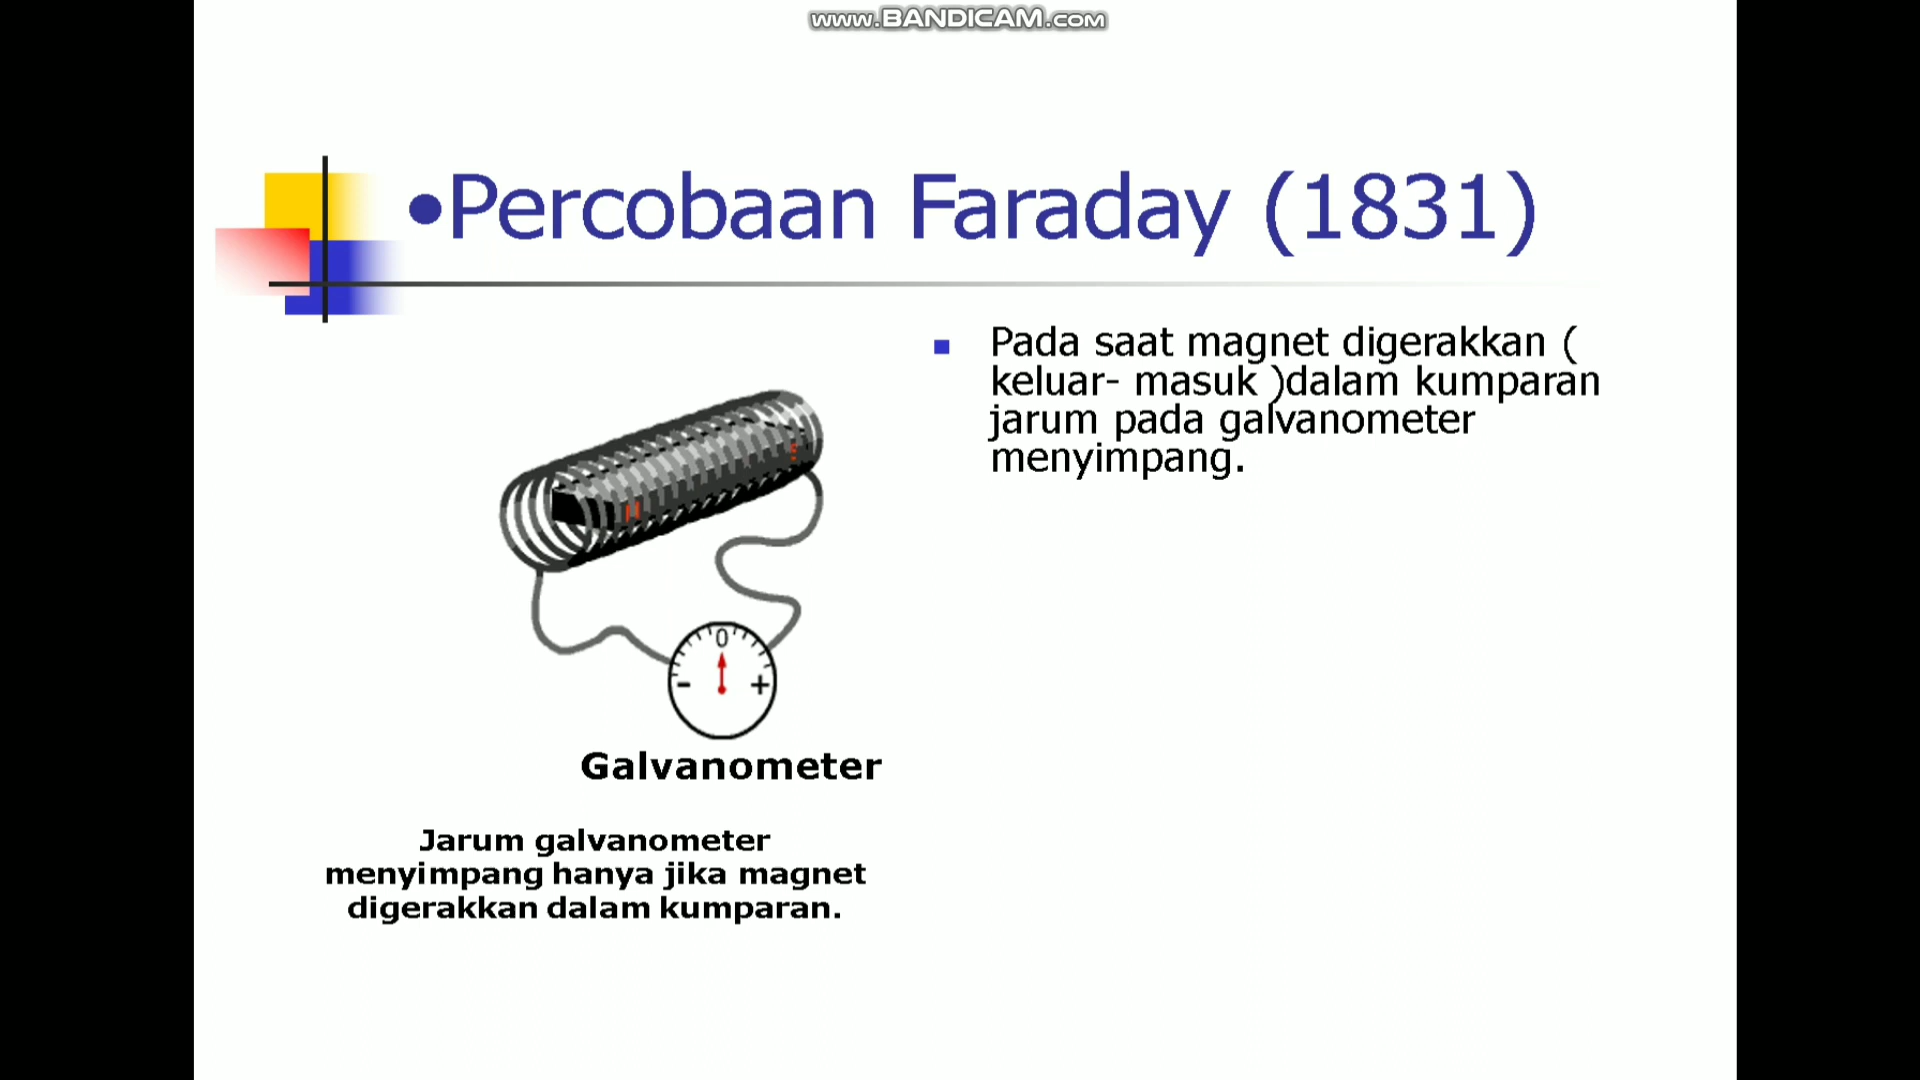 www.BANDICAM.com
•Percobaan Faraday (1831)
Pada saat magnet digerakkan (
keluar- masuk )dalam kumparan
jarum pada galvanometer
menyimpang.
0
- +
Galvanometer
Jarum galvanometer
menyimpang hanya jika magnet
digerakkan dalam kumparan.